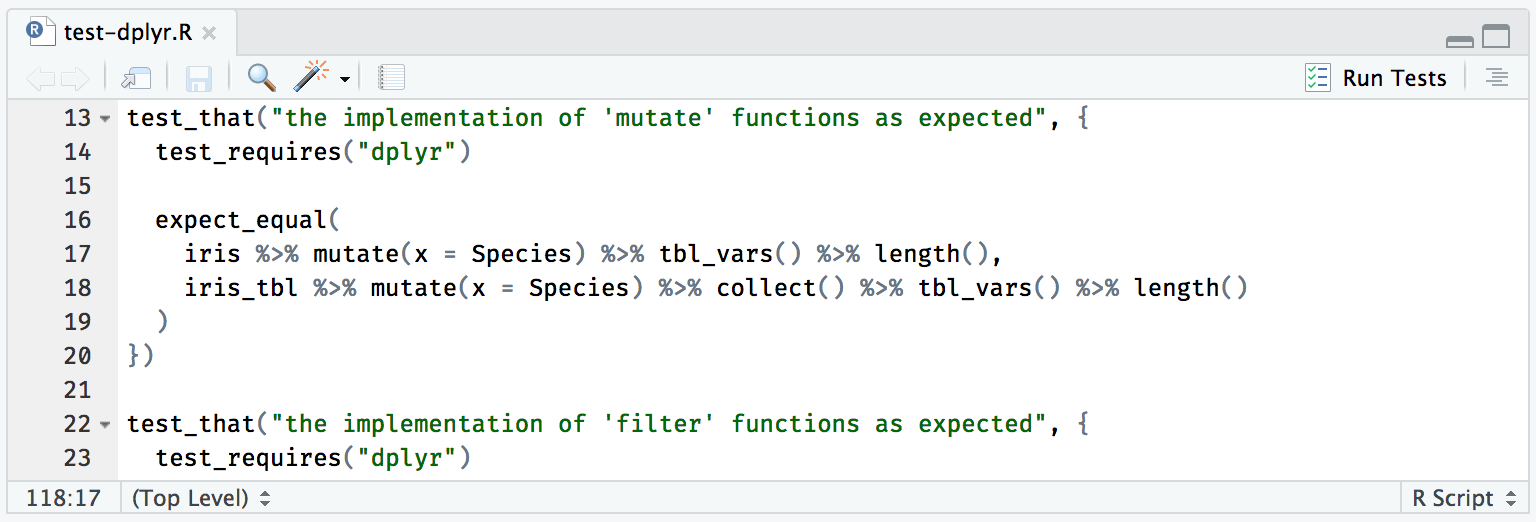 test-dplyr.R
Run Tests
13 test_that("the implementation of 'mutate' functions as expected", {
14   test_requires("dplyr")
15
16   expect_equal(
17     iris %>% mutate(x = Species) %>% tbl_vars() %>% length(),
18     iris_tbl %>% mutate(x = Species) %>% collect() %>% tbl_vars() %>% length()
19   )
20 })
21
22 test_that("the implementation of 'filter' functions as expected", {
23   test_requires("dplyr")
118:17 (Top Level) R Script